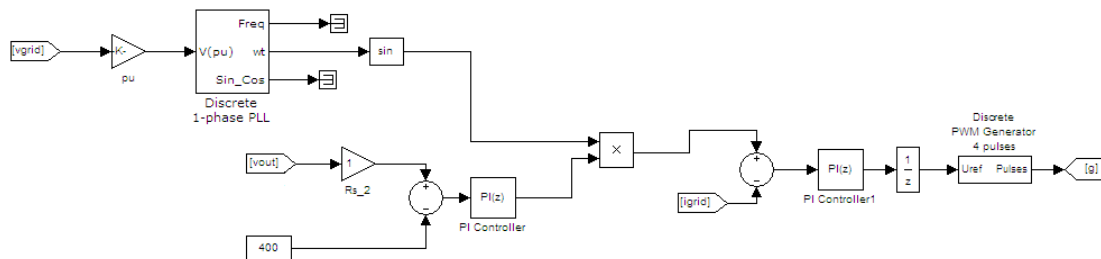 [vgrid]
-K-
pu
V(pu)
Freq
wt
Sin_Cos
Discrete
1-phase PLL
sin
[vout]
1
Rs_2
+
−
400
PI(z)
PI Controller
×
+
−
[igrid]
PI(z)
PI Controller1
1
z
Discrete
PWM Generator
4 pulses
Uref Pulses
[g]